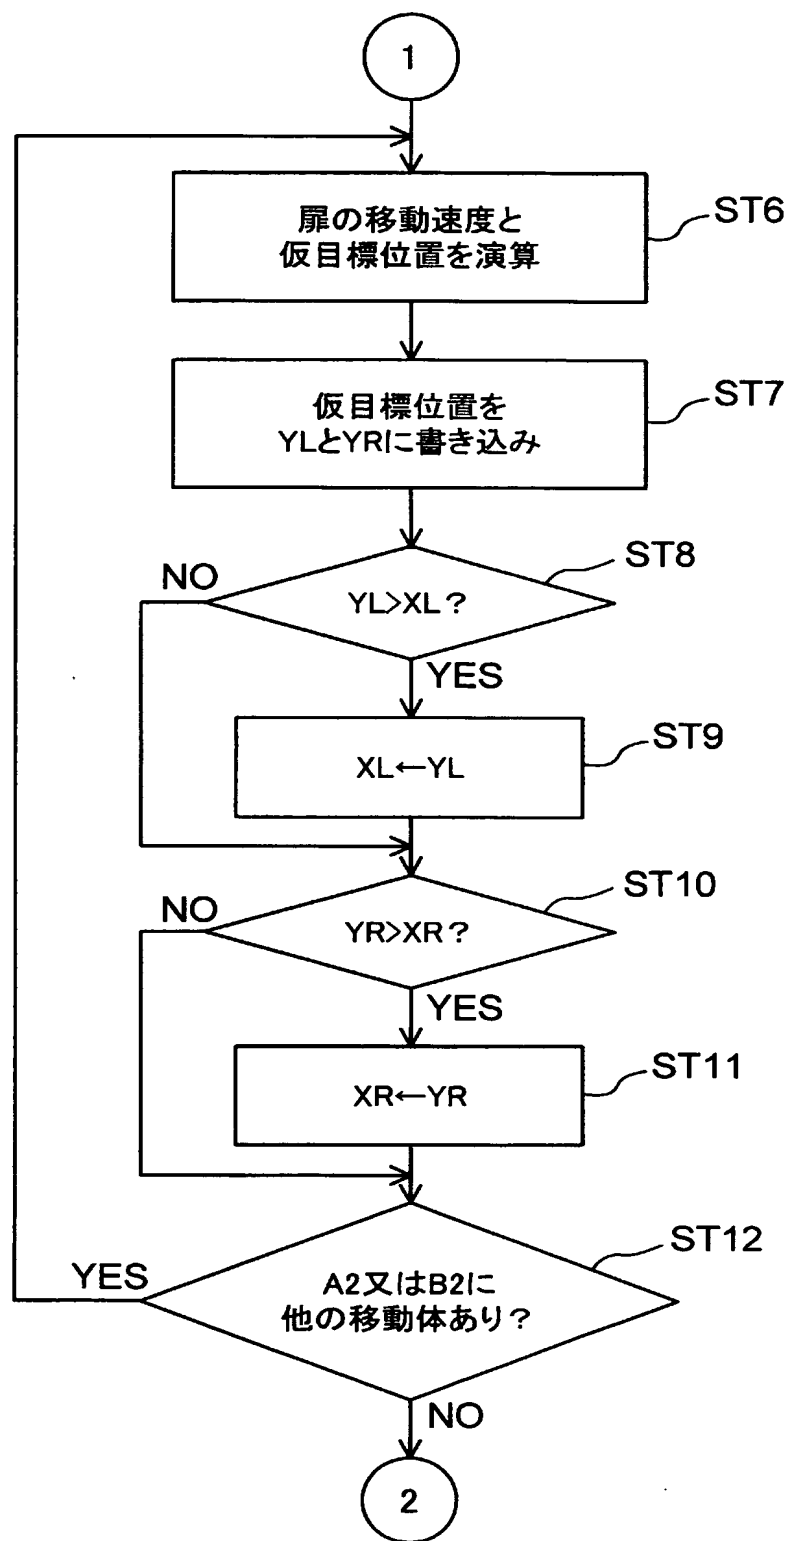 1
扉の移動速度と
仮目標位置を演算
ST6
仮目標位置を
YLとYRに書き込み
ST7
YL>XL?
ST8
NO
YES
XL←YL
ST9
YR>XR?
ST10
NO
YES
XR←YR
ST11
A2又はB2に
他の移動体あり?
ST12
YES
NO
2